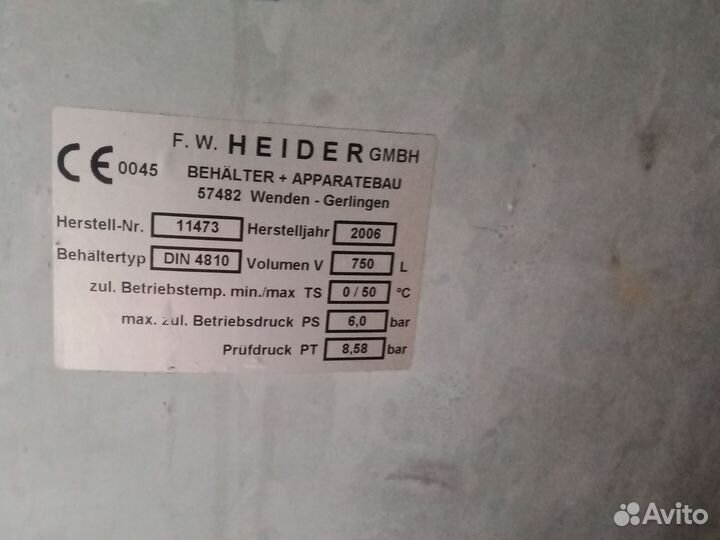 F. W. HEIDER GMBH
CE 0045
BEHÄLTER + APPARATEBAU
57482 Wenden - Gerlingen
Herstell-Nr. 11473 Herstelljahr 2006
Behältertyp DIN 4810 Volumen V 750 L
zul. Betriebstemp. min./max TS 0 / 50 °C
max. zul. Betriebsdruck PS 6,0 bar
Prüfdruck PT 8,58 bar
Avito